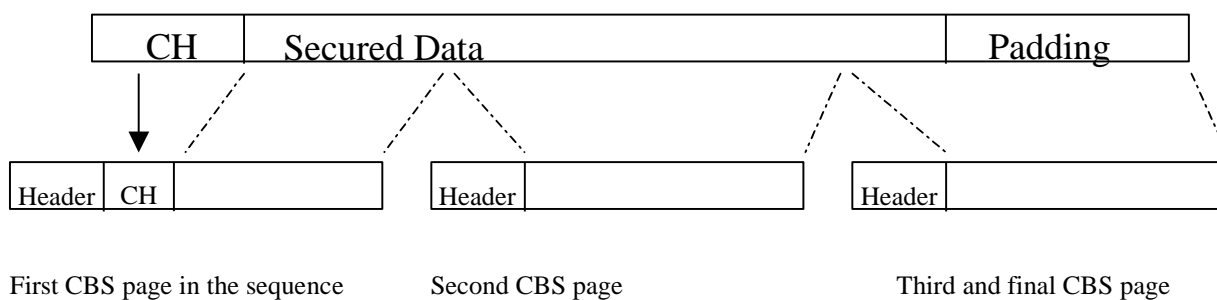 CH Secured Data Padding
Header CH Header Header
First CBS page in the sequence Second CBS page Third and final CBS page